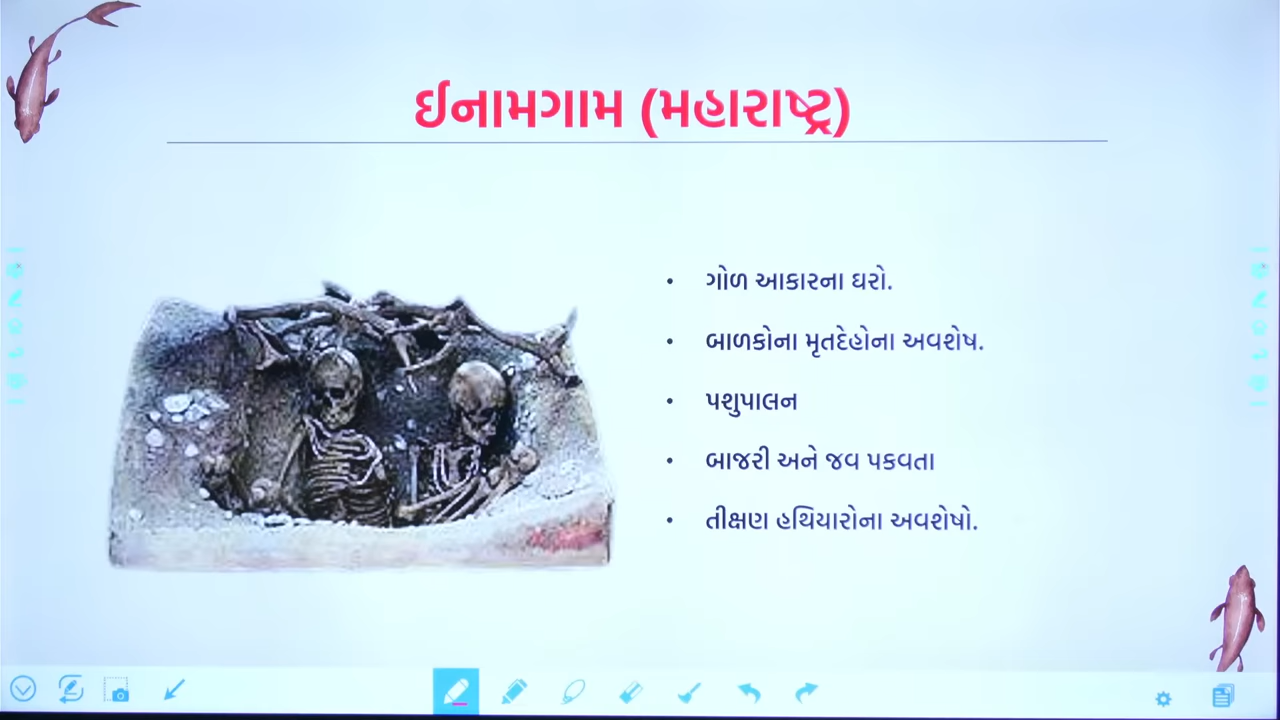 ઈનામગામ (મહારાષ્ટ્ર)
• ગોળ આકારના ઘરો.
• બાળકોના મૃતદેહોના અવશેષ.
• પશુપાલન
• બાજરી અને જવ પકવતા
• તીક્ષણ હથિયારોના અવશેષો.